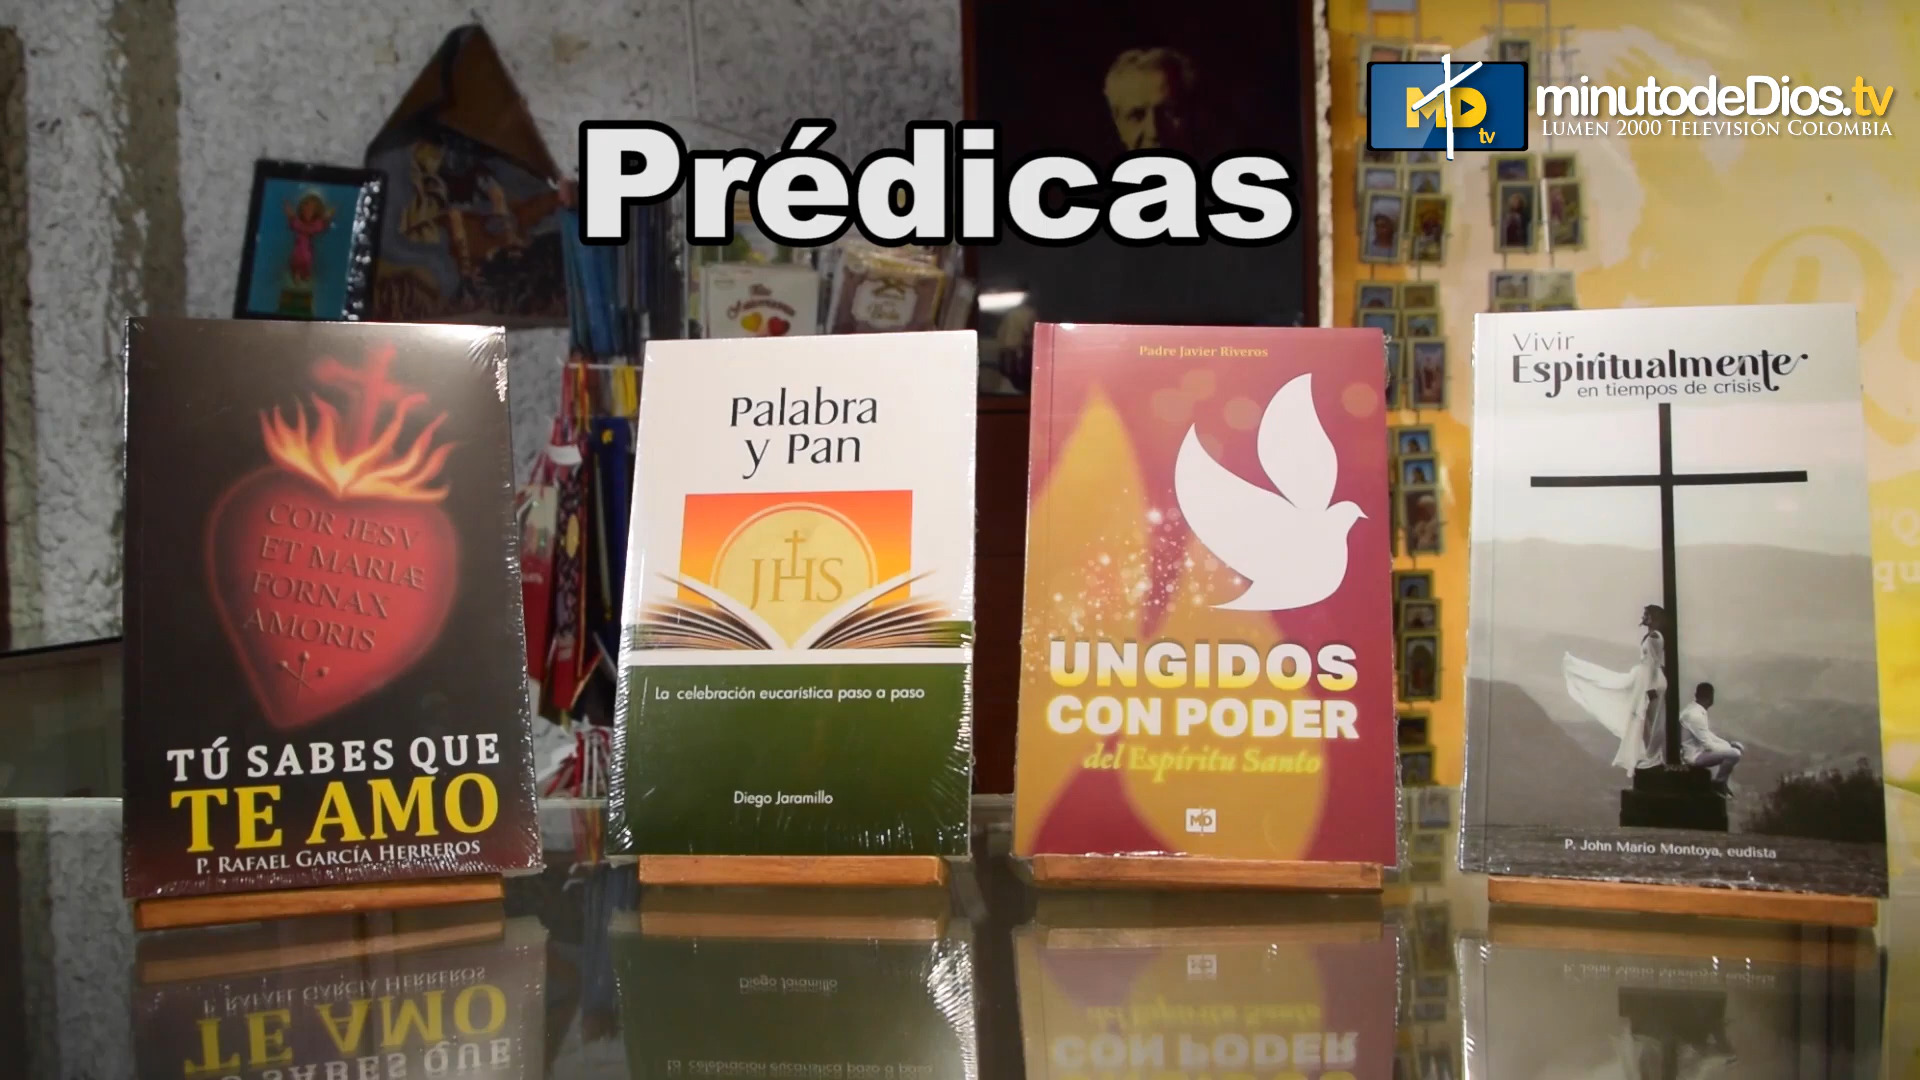 Prédicas
MD
tv
minutodeDios.tv
LUMEN 2000 TELEVISIÓN COLOMBIA
COR JESV
ET MARIÆ
FORNAX
AMORIS
TÚ SABES QUE
TE AMO
P. RAFAEL GARCÍA HERREROS
Palabra
y Pan
JHS
La celebración eucarística paso a paso
Diego Jaramillo
Padre Javier Riveros
UNGIDOS
CON PODER
del Espíritu Santo
MD
Vivir
Espiritualmente
en tiempos de crisis
P. John Mario Montoya, eudista